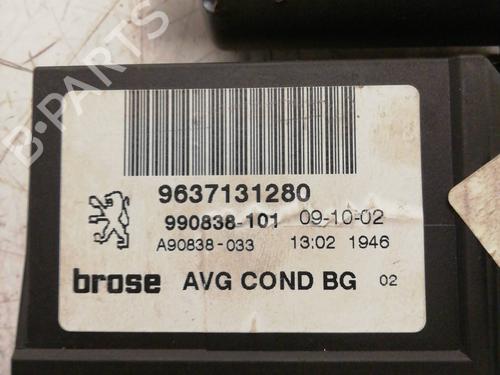 B-PARTS
9637131280
990838-101 09-10-02
A90838-033 13:02 1946
brose AVG COND BG 02